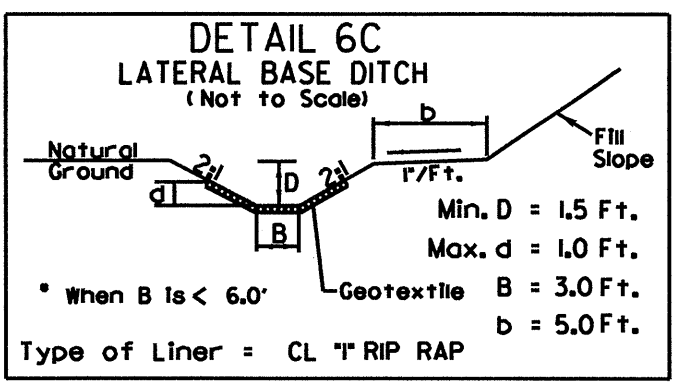 DETAIL 6C
LATERAL BASE DITCH
(Not to Scale)
b
Natural
Ground
2:1
D
2:1
1"/Ft.
Fill
Slope
d
B
Min. D = 1.5 Ft.
Max. d = 1.0 Ft.
* When B is < 6.0'
Geotextile
B = 3.0 Ft.
b = 5.0 Ft.
Type of Liner = CL "I" RIP RAP